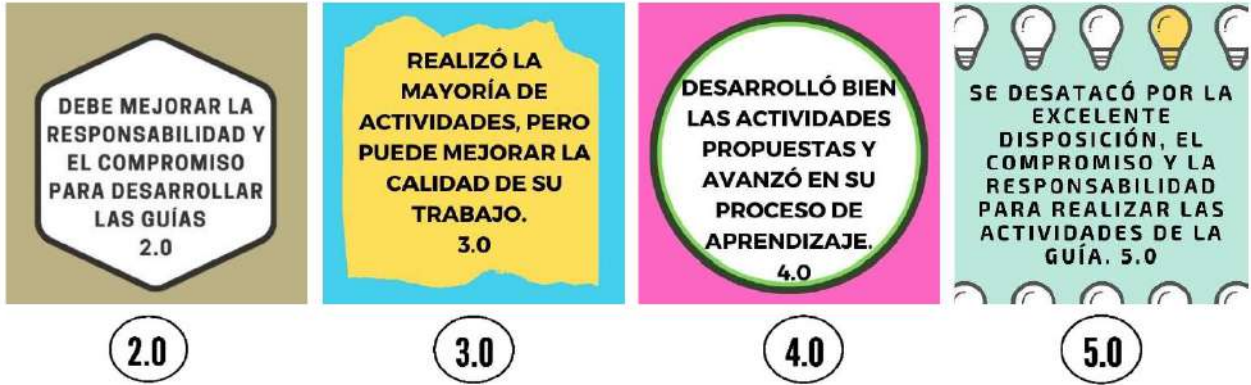 DEBE MEJORAR LA
RESPONSABILIDAD Y
EL COMPROMISO
PARA DESARROLLAR
LAS GUÍAS
2.0
REALIZÓ LA
MAYORÍA DE
ACTIVIDADES, PERO
PUEDE MEJORAR LA
CALIDAD DE SU
TRABAJO.
3.0
DESARROLLÓ BIEN
LAS ACTIVIDADES
PROPUESTAS Y
AVANZÓ EN SU
PROCESO DE
APRENDIZAJE.
4.0
SE DESATACÓ POR LA
EXCELENTE
DISPOSICIÓN, EL
COMPROMISO Y LA
RESPONSABILIDAD
PARA REALIZAR LAS
ACTIVIDADES DE LA
GUÍA. 5.0
2.0
3.0
4.0
5.0